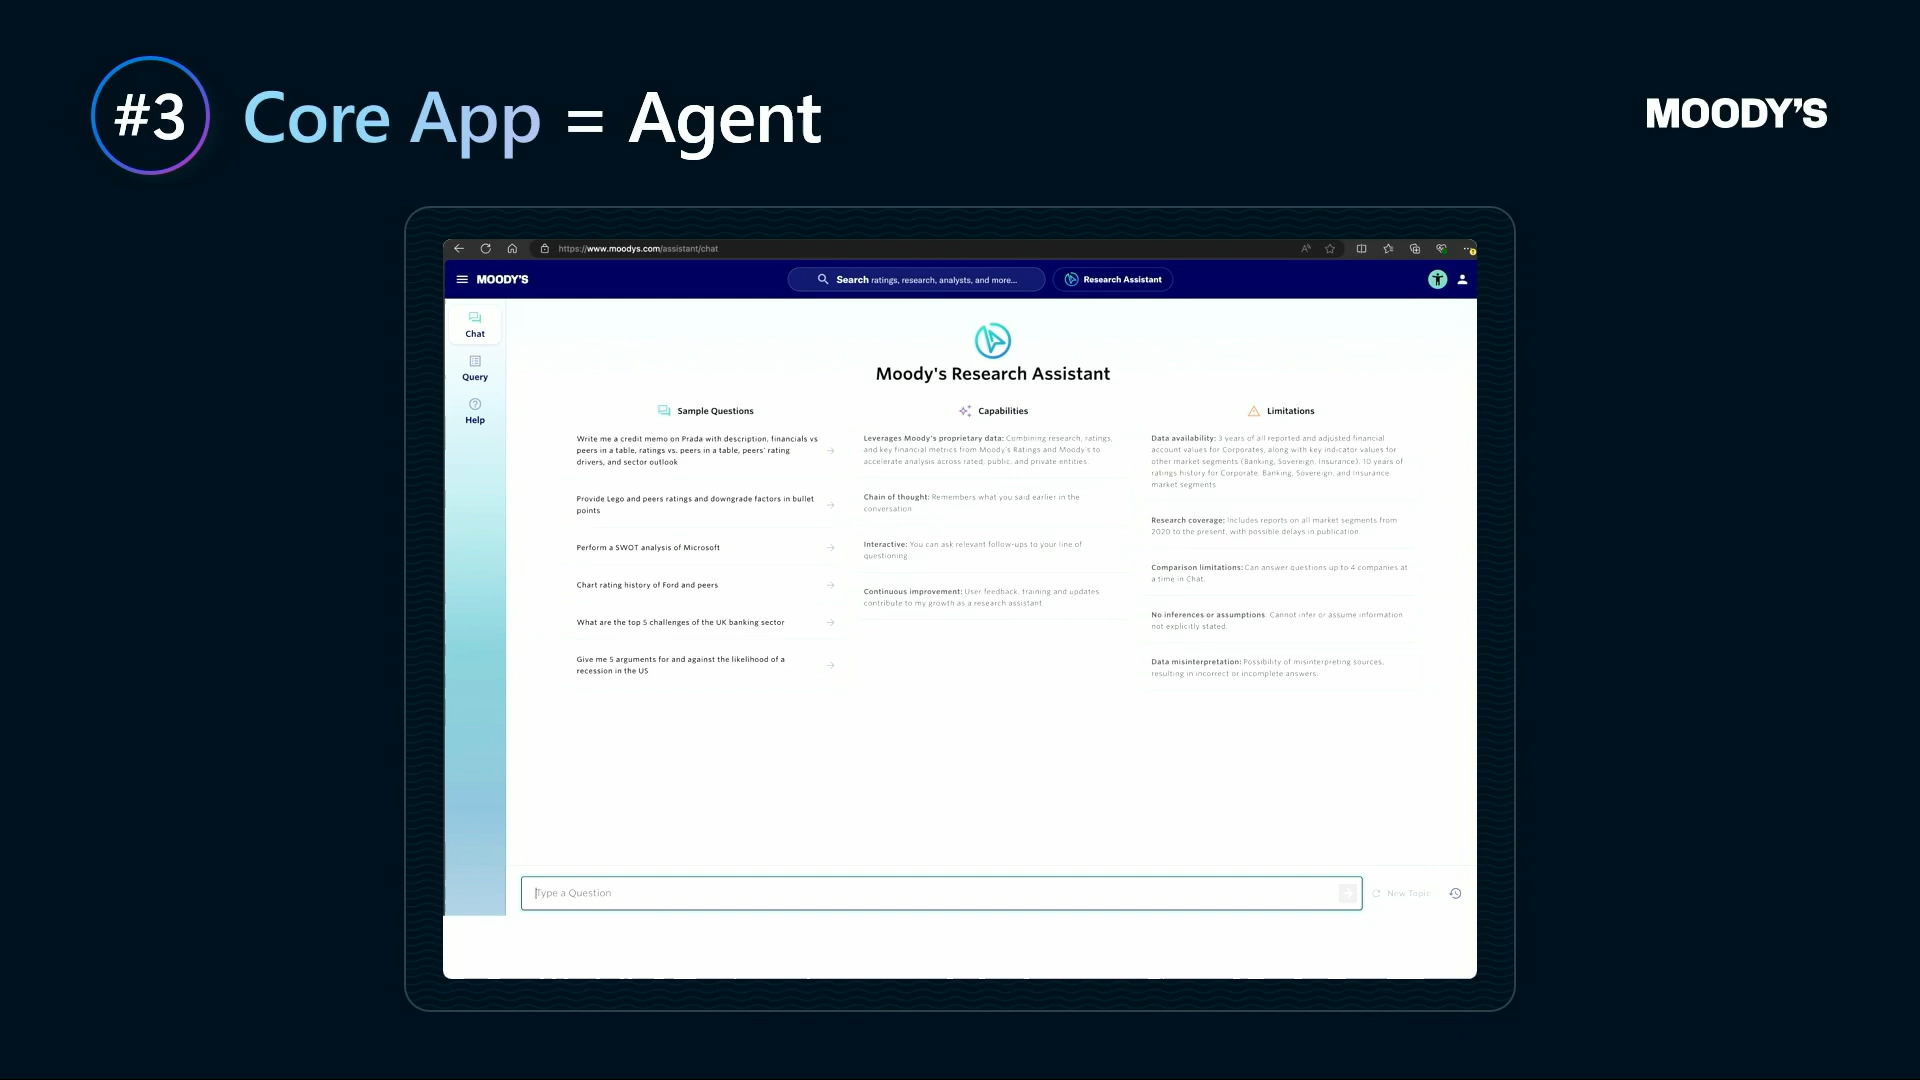 #3 Core App = Agent
MOODY'S
https://www.moodys.com/assistant/chat
MOODY'S
Search ratings, research, analysts, and more...
Research Assistant
Chat
Query
Help
Moody's Research Assistant
Sample Questions
Write me a credit memo on Prada with description, financials vs
peers in a table, ratings vs. peers in a table, peers' rating
drivers, and sector outlook
Provide Lego and peers ratings and downgrade factors in bullet
points
Perform a SWOT analysis of Microsoft
Chart rating history of Ford and peers
What are the top 5 challenges of the UK banking sector
Give me 5 arguments for and against the likelihood of a
recession in the US
Capabilities
Leverages Moody's proprietary data: Combining research, ratings,
and key financial metrics from Moody's Ratings and Moody's to
accelerate analysis across rated, public, and private entities.
Chain of thought: Remembers what you said earlier in the
conversation
Interactive: You can ask relevant follow-ups to your line of
questioning
Continuous improvement: User feedback, training and updates
contribute to my growth as a research assistant
Limitations
Data availability: 3 years of all reported and adjusted financial
account values for Corporates, along with key indicator values for
other market segments (Banking, Sovereign, Insurance). 10 years of
ratings history for Corporate, Banking, Sovereign, and Insurance
market segments
Research coverage: Includes reports on all market segments from
2020 to the present, with possible delays in publication
Comparison limitations: Can answer questions up to 4 companies at
a time in Chat.
No inferences or assumptions: Cannot infer or assume information
not explicitly stated.
Data misinterpretation: Possibility of misinterpreting sources,
resulting in incorrect or incomplete answers.
Type a Question
New Topic